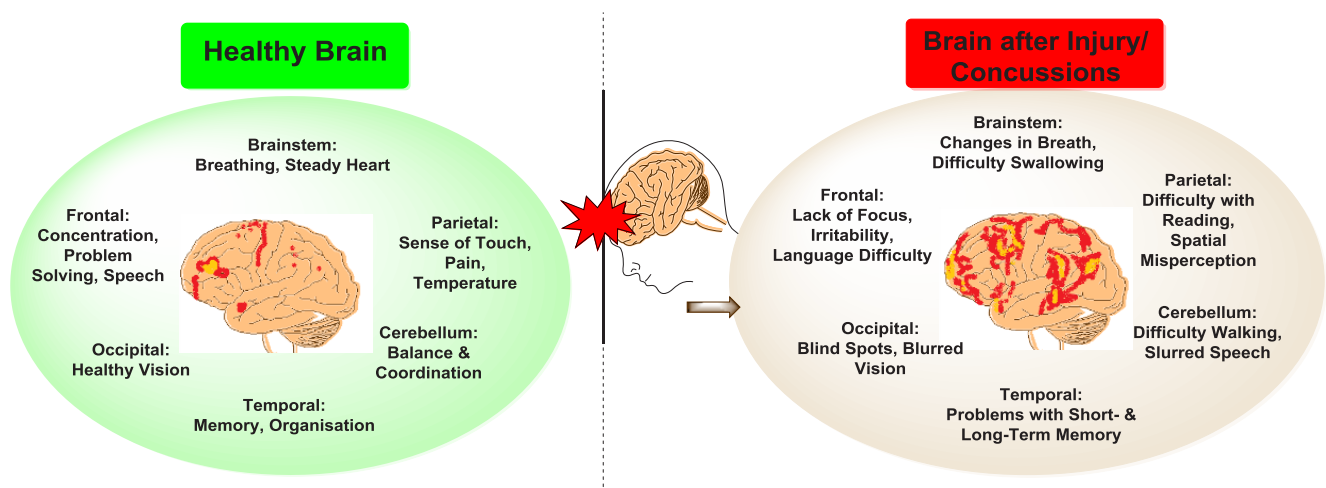 Healthy Brain
Brainstem:
Breathing, Steady Heart
Frontal:
Concentration,
Problem
Solving, Speech
Parietal:
Sense of Touch,
Pain,
Temperature
Occipital:
Healthy Vision
Cerebellum:
Balance &
Coordination
Temporal:
Memory, Organisation
Brain after Injury/
Concussions
Brainstem:
Changes in Breath,
Difficulty Swallowing
Frontal:
Lack of Focus,
Irritability,
Language Difficulty
Parietal:
Difficulty with
Reading,
Spatial
Misperception
Occipital:
Blind Spots, Blurred
Vision
Cerebellum:
Difficulty Walking,
Slurred Speech
Temporal:
Problems with Short- &
Long-Term Memory